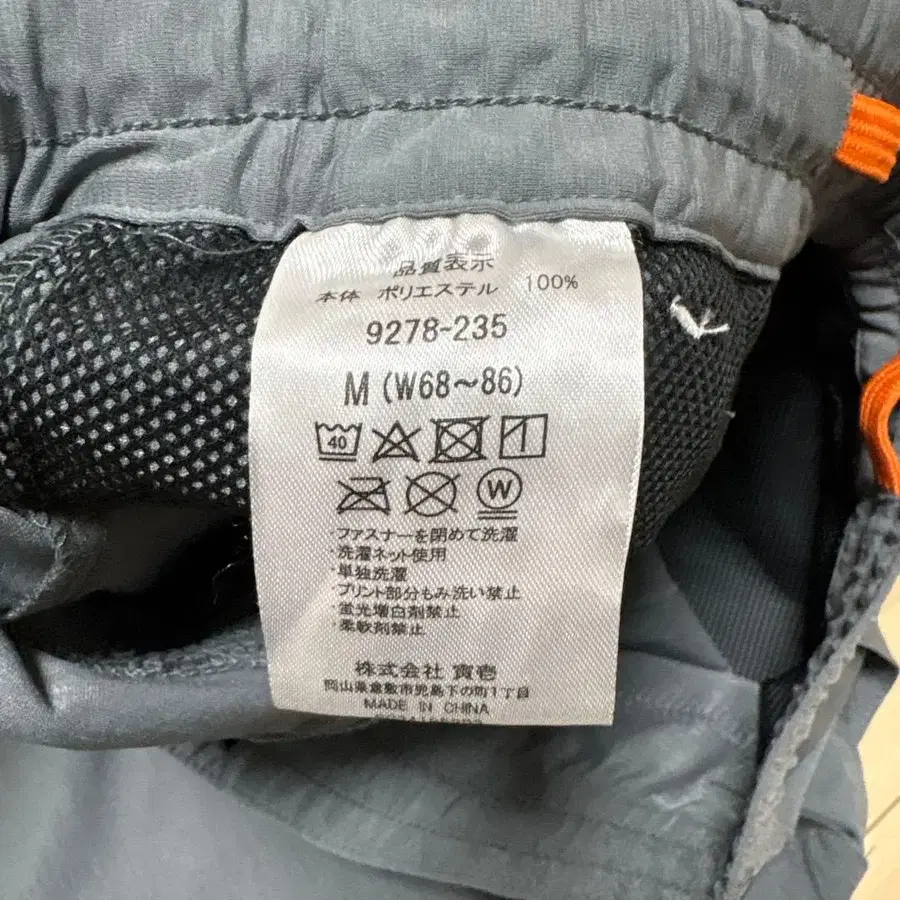 品質表示
本体 ポリエステル 100%
9278-235
M (W68～86)
40
W
・ファスナーを閉めて洗濯
・洗濯ネット使用
・単独洗濯
・プリント部分もみ洗い禁止
・蛍光増白剤禁止
・柔軟剤禁止
株式会社 寅壱
岡山県倉敷市児島下の町1丁目
MADE IN CHINA